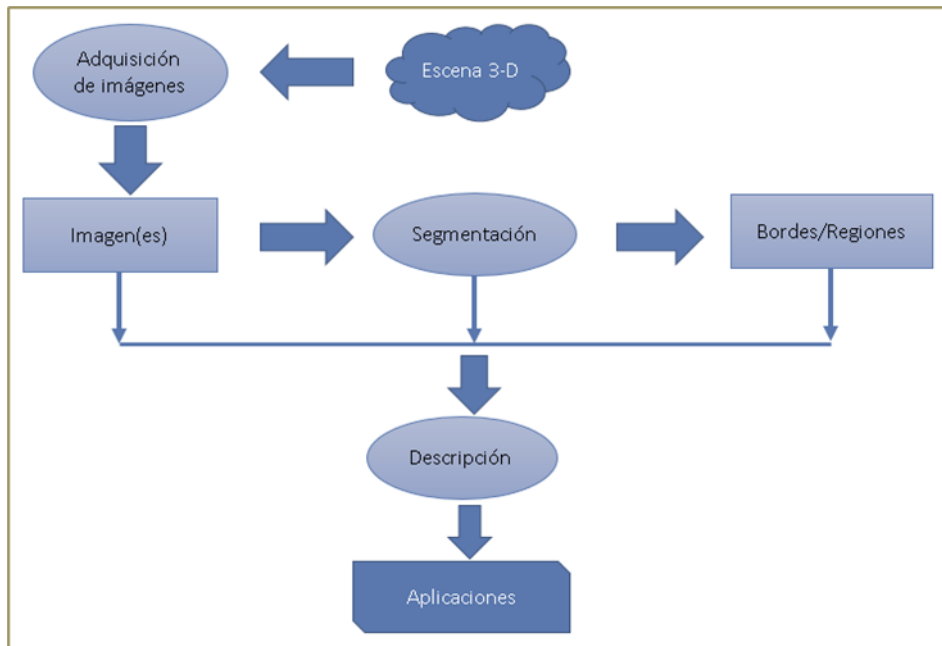 Adquisición
de imágenes
Escena 3-D
Imagen(es)
Segmentación
Bordes/Regiones
Descripción
Aplicaciones